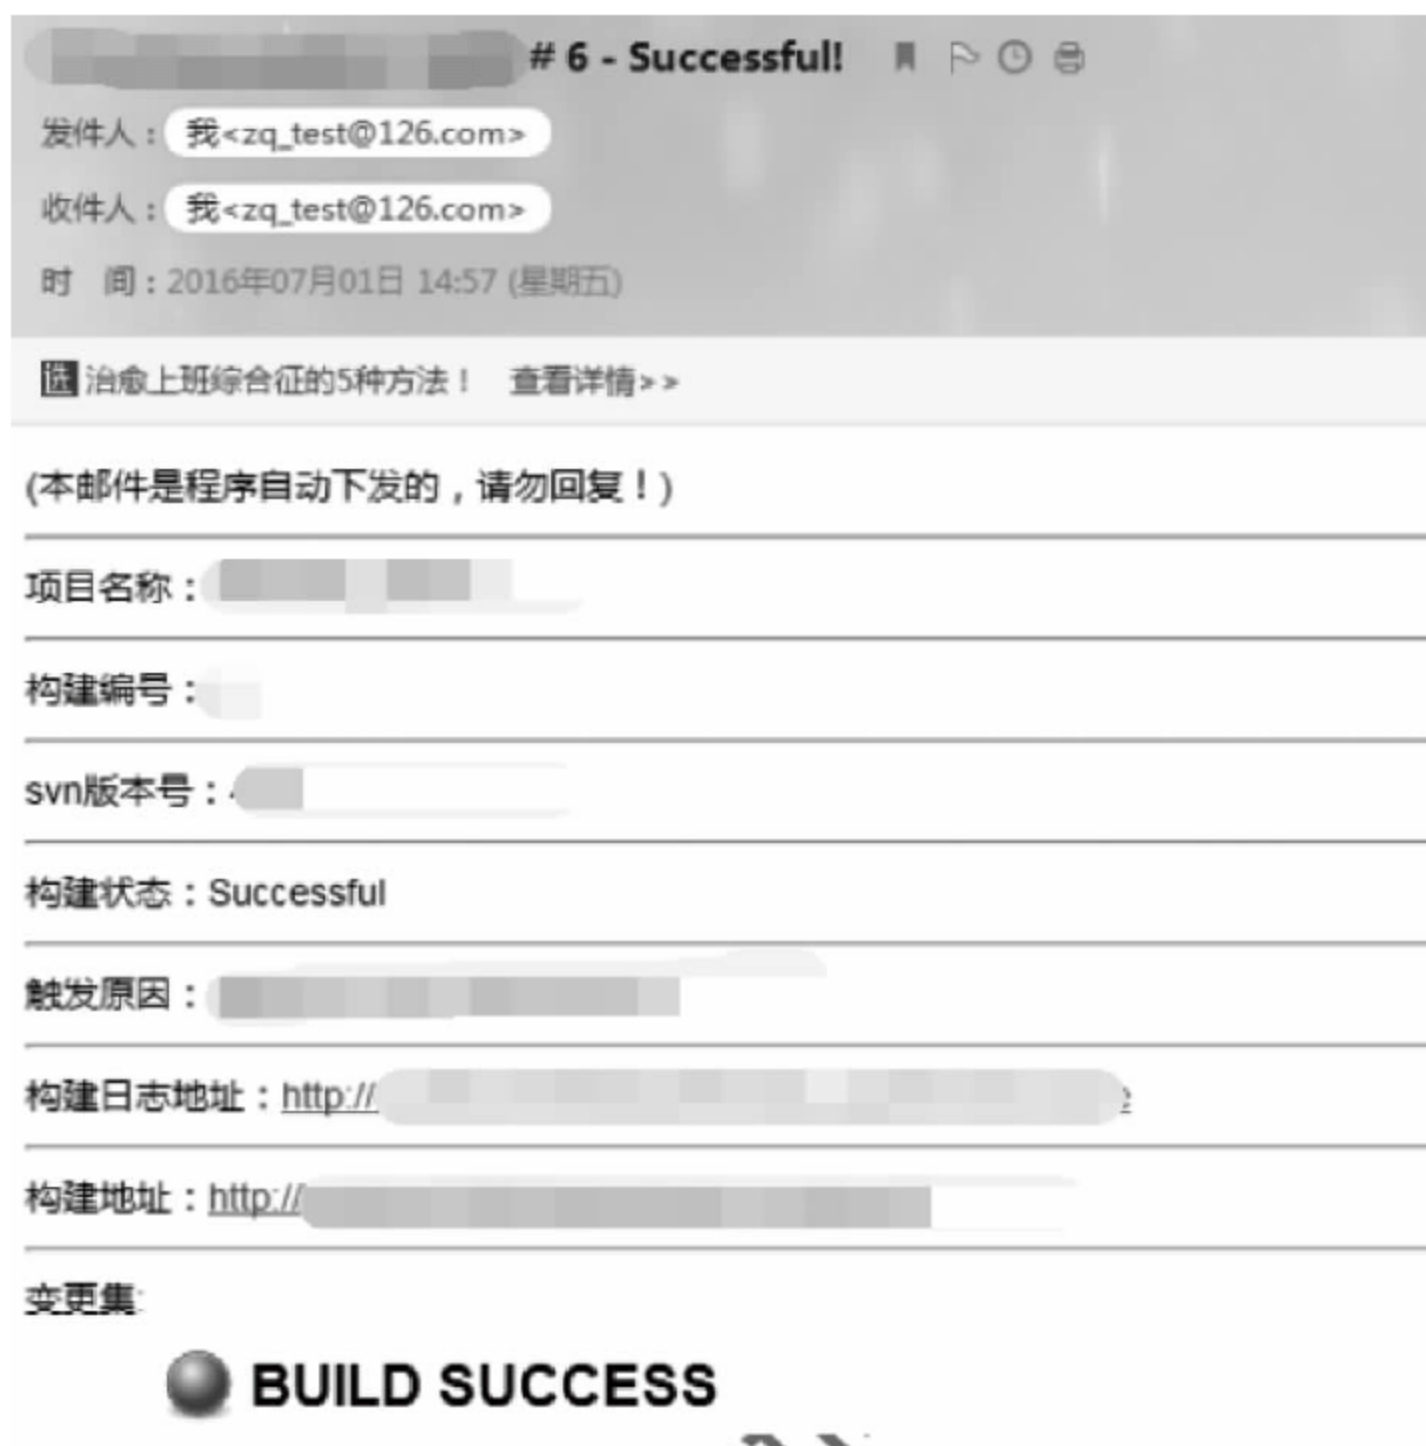 # 6 - Successful!
发件人：我<zq_test@126.com>
收件人：我<zq_test@126.com>
时 间：2016年07月01日 14:57 (星期五)
选 治愈上班综合征的5种方法！ 查看详情>>
(本邮件是程序自动下发的，请勿回复！)
项目名称：
构建编号：
svn版本号：
构建状态：Successful
触发原因：
构建日志地址：http://
构建地址：http://
变更集:
BUILD SUCCESS